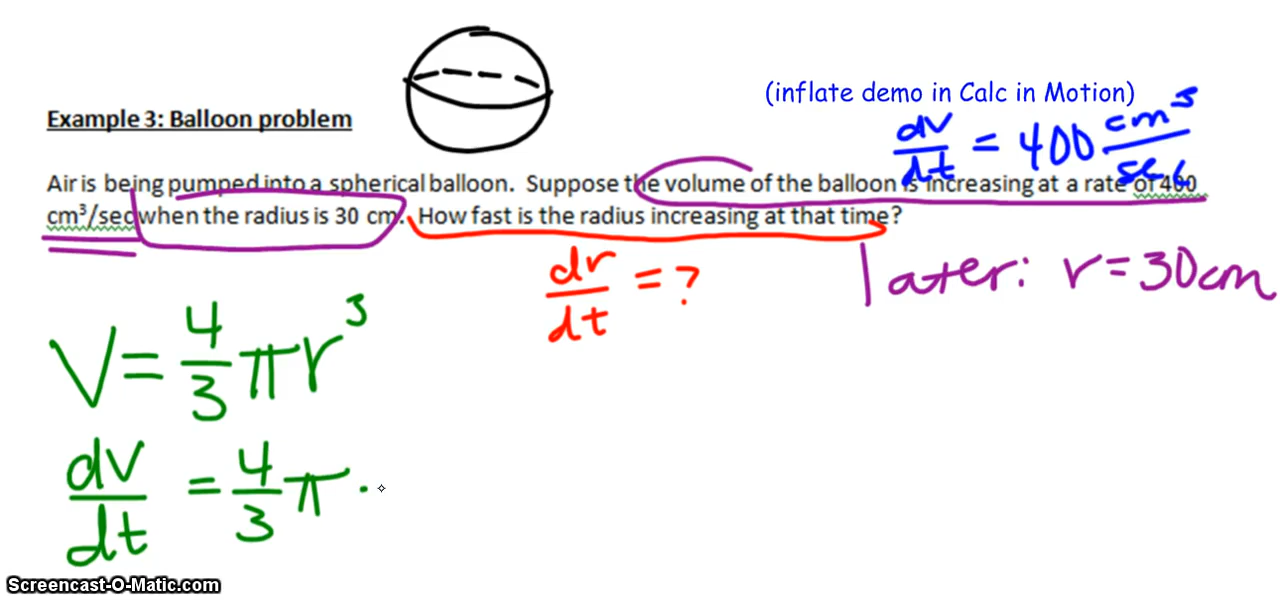 (inflate demo in Calc in Motion)
Example 3: Balloon problem
dV/dt = 400 cm³/sec
Air is being pumped into a spherical balloon. Suppose the volume of the balloon is increasing at a rate of 400
cm³/sec when the radius is 30 cm. How fast is the radius increasing at that time?
dr/dt = ?
later: r = 30cm
V = 4/3 π r³
dV/dt = 4/3 π ·
Screencast-O-Matic.com